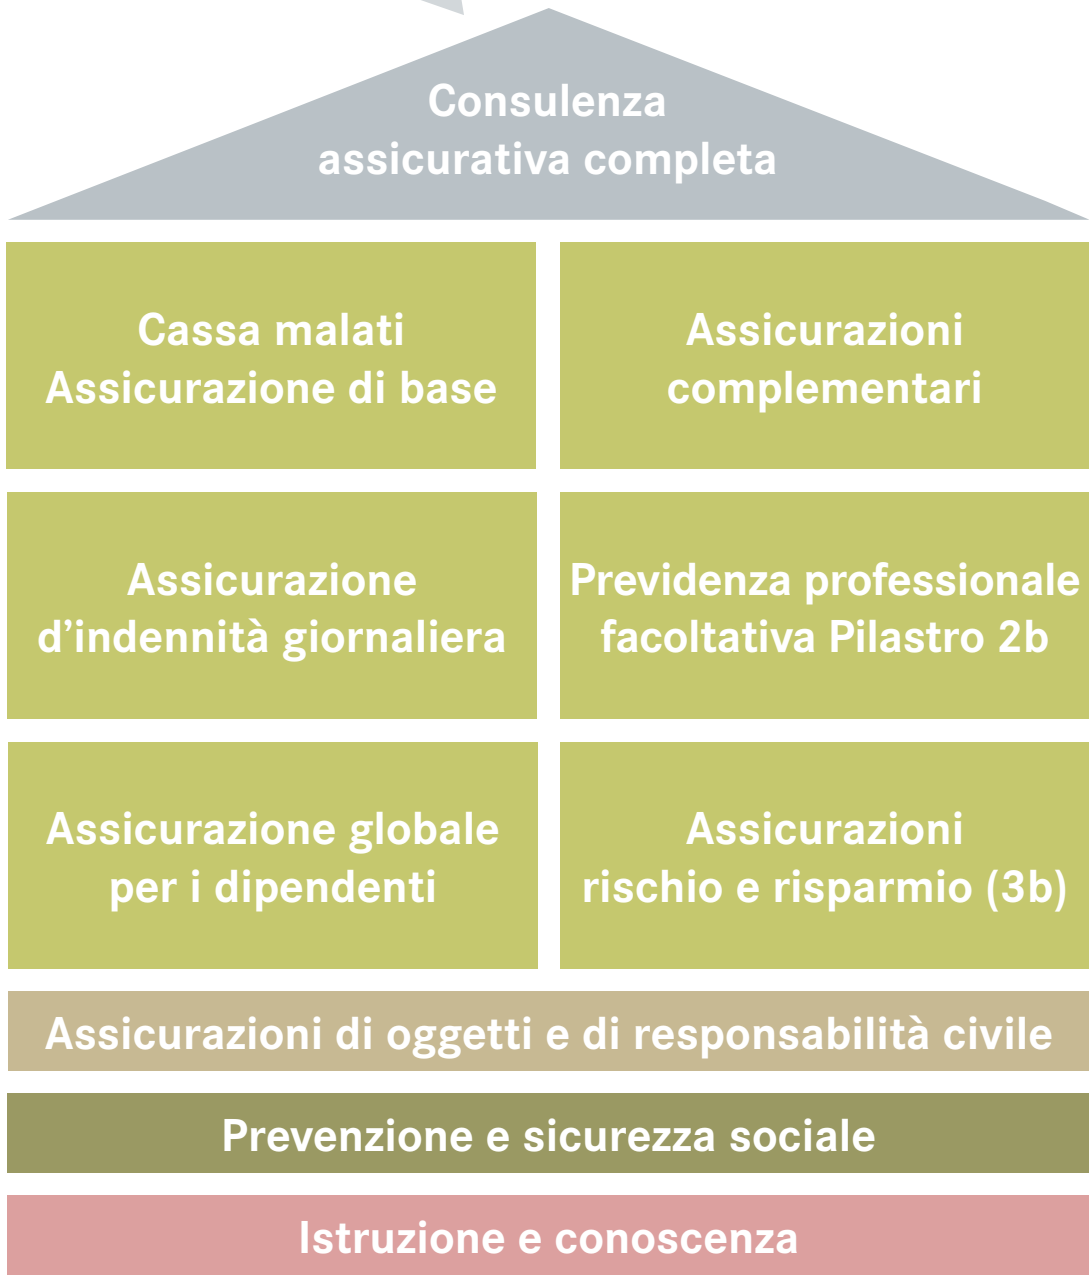 Consulenza
assicurativa completa
Cassa malati
Assicurazione di base
Assicurazioni
complementari
Assicurazione
d’indennità giornaliera
Previdenza professionale
facoltativa Pilastro 2b
Assicurazione globale
per i dipendenti
Assicurazioni
rischio e risparmio (3b)
Assicurazioni di oggetti e di responsabilità civile
Prevenzione e sicurezza sociale
Istruzione e conoscenza